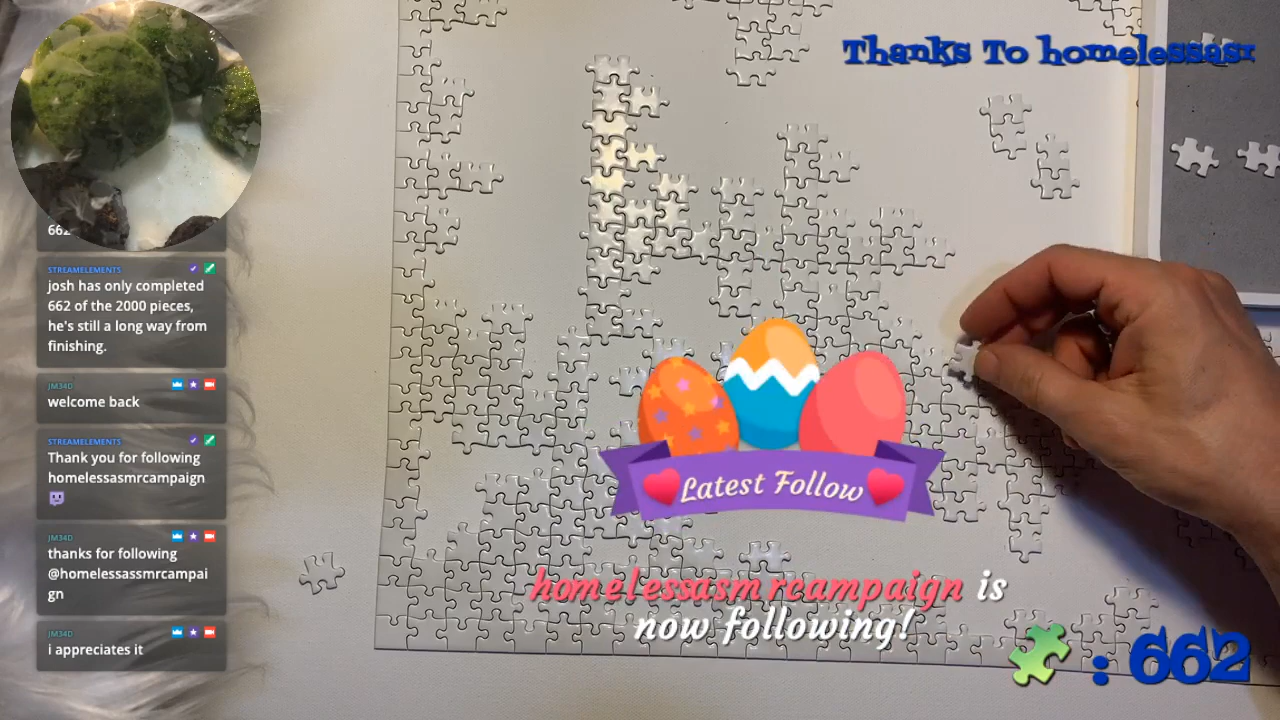 Thanks To homelessasr
662
STREAMELEMENTS
josh has only completed
662 of the 2000 pieces,
he's still a long way from
finishing.
JM34D
welcome back
STREAMELEMENTS
Thank you for following
homelessasmrcampaign
JM34D
thanks for following
@homelessassmrcampai
gn
JM34D
i appreciates it
Latest Follow
homelessasmrcampaign is
now following!
: 662